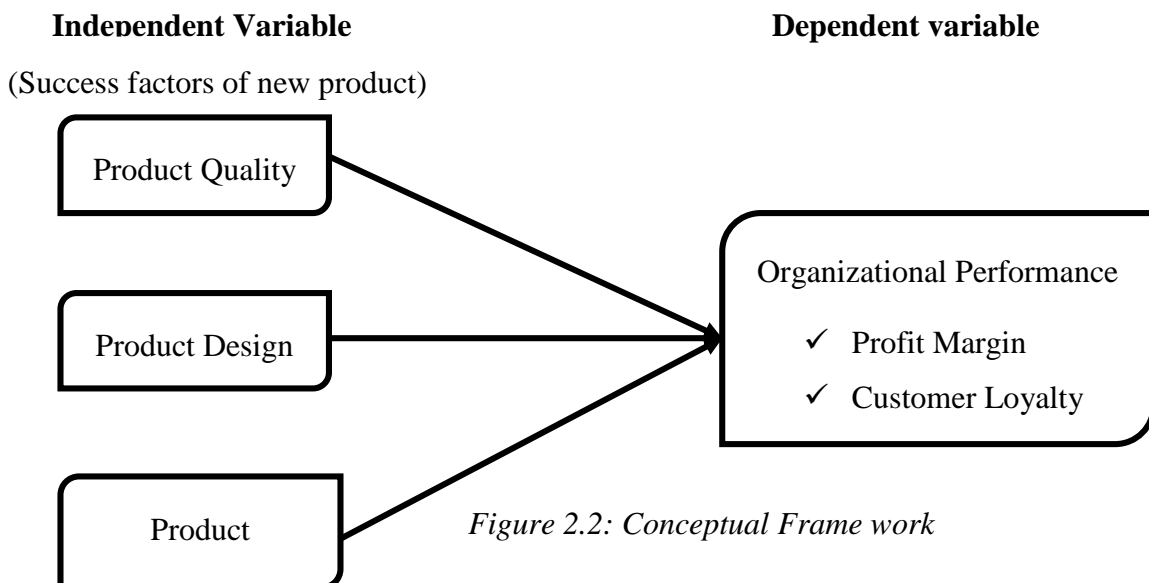 Independent Variable
Dependent variable
(Success factors of new product)
Product Quality
Organizational Performance
Product Design
✓ Profit Margin
✓ Customer Loyalty
Product
Figure 2.2: Conceptual Frame work